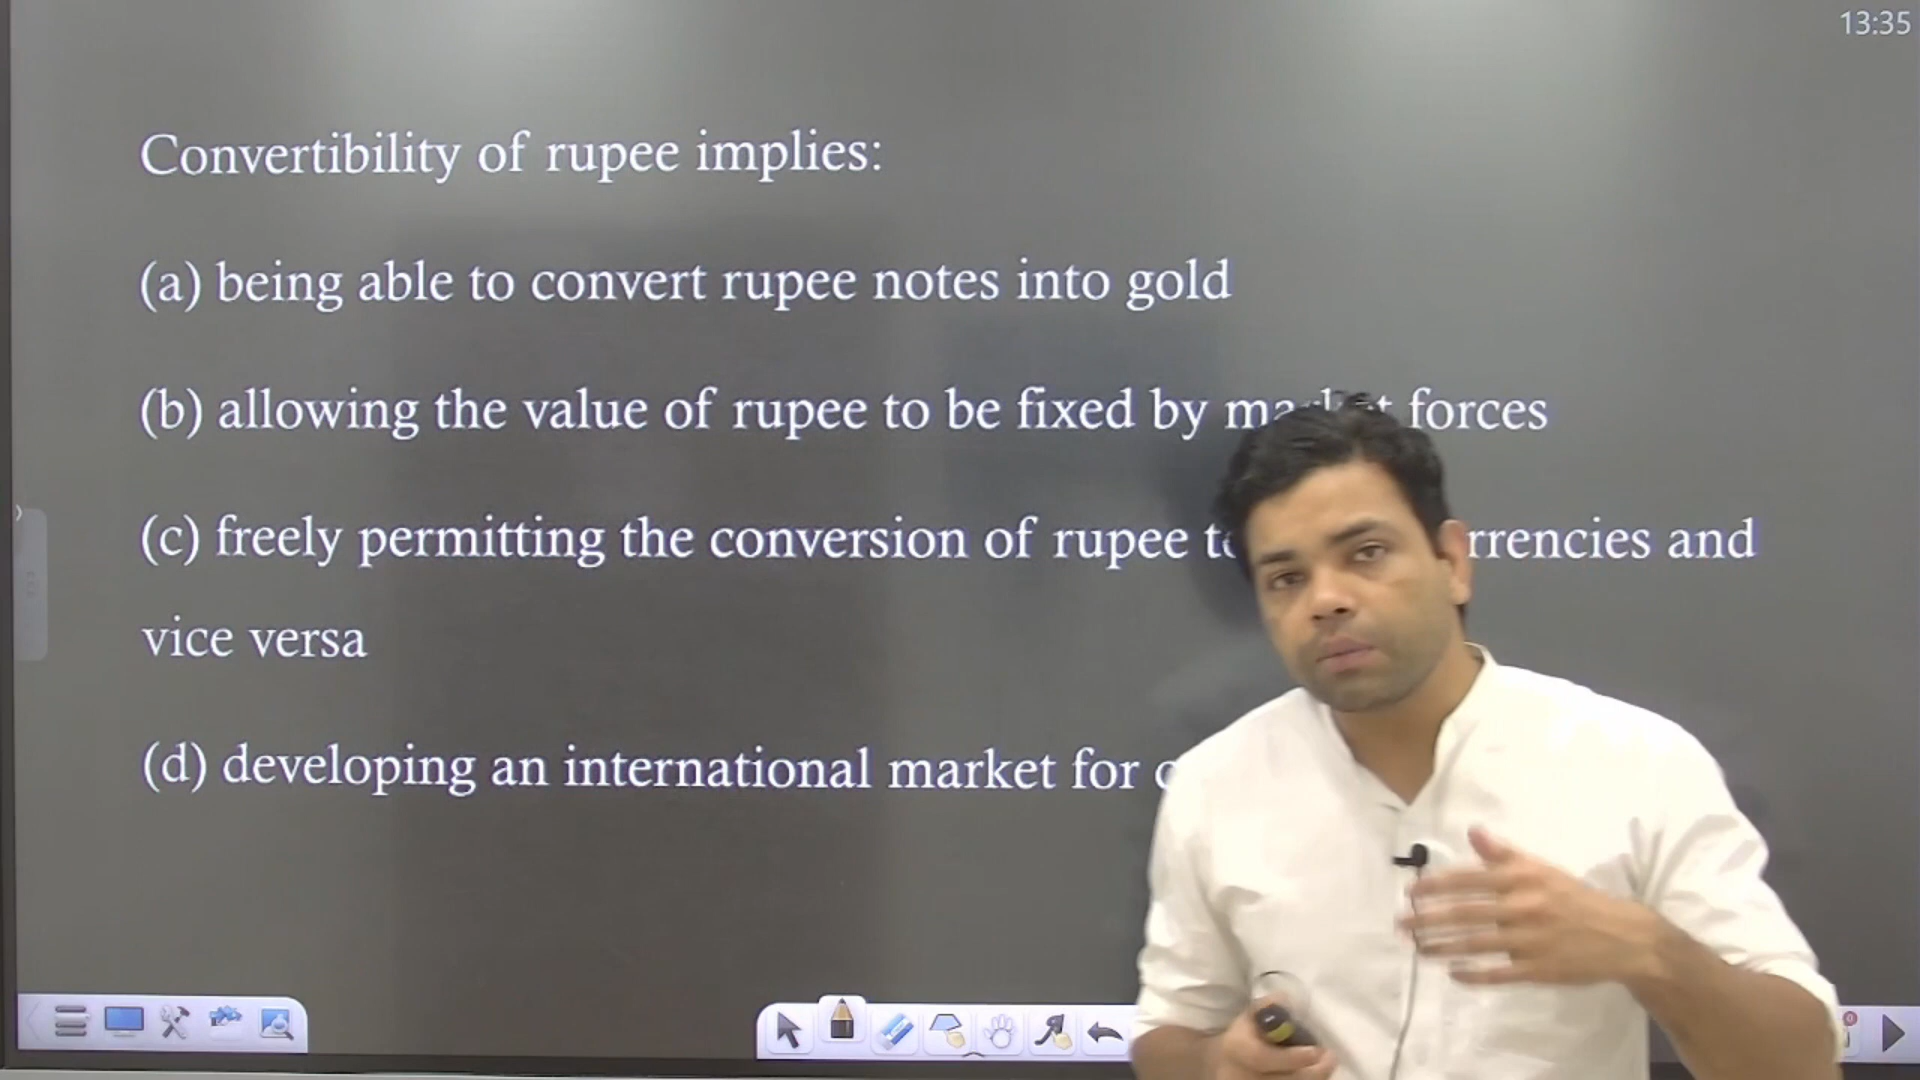 13:35
Convertibility of rupee implies:
(a) being able to convert rupee notes into gold
(b) allowing the value of rupee to be fixed by market forces
(c) freely permitting the conversion of rupee and
vice versa
(d) developing an international market for